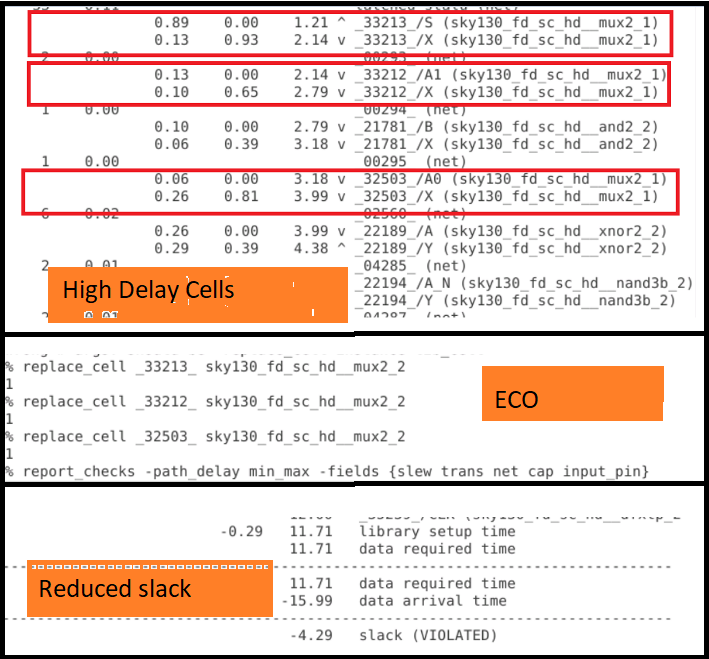 0.89 0.00 1.21 ^ _33213_/S (sky130_fd_sc_hd__mux2_1)
0.13 0.93 2.14 v _33213_/X (sky130_fd_sc_hd__mux2_1)
2 0.00 _00293_ (net)
0.13 0.00 2.14 v _33212_/A1 (sky130_fd_sc_hd__mux2_1)
0.10 0.65 2.79 v _33212_/X (sky130_fd_sc_hd__mux2_1)
1 0.00 _00294_ (net)
0.10 0.00 2.79 v _21781_/B (sky130_fd_sc_hd__and2_2)
0.06 0.39 3.18 v _21781_/X (sky130_fd_sc_hd__and2_2)
1 0.00 _00295_ (net)
0.06 0.00 3.18 v _32503_/A0 (sky130_fd_sc_hd__mux2_1)
0.26 0.81 3.99 v _32503_/X (sky130_fd_sc_hd__mux2_1)
6 0.02 _02560_ (net)
0.26 0.00 3.99 v _22189_/A (sky130_fd_sc_hd__xnor2_2)
0.29 0.39 4.38 ^ _22189_/Y (sky130_fd_sc_hd__xnor2_2)
2 0.01 _04285_ (net)
_22194_/A_N (sky130_fd_sc_hd__nand3b_2)
_22194_/Y (sky130_fd_sc_hd__nand3b_2)
2 0.01 _04287_ (net)
High Delay Cells
% replace_cell _33213_ sky130_fd_sc_hd__mux2_2
1
% replace_cell _33212_ sky130_fd_sc_hd__mux2_2
1
% replace_cell _32503_ sky130_fd_sc_hd__mux2_2
1
% report_checks -path_delay min_max -fields {slew trans net cap input_pin}
ECO
-0.29 11.71 library setup time
11.71 data required time
11.71 data required time
-15.99 data arrival time
-4.29 slack (VIOLATED)
Reduced slack